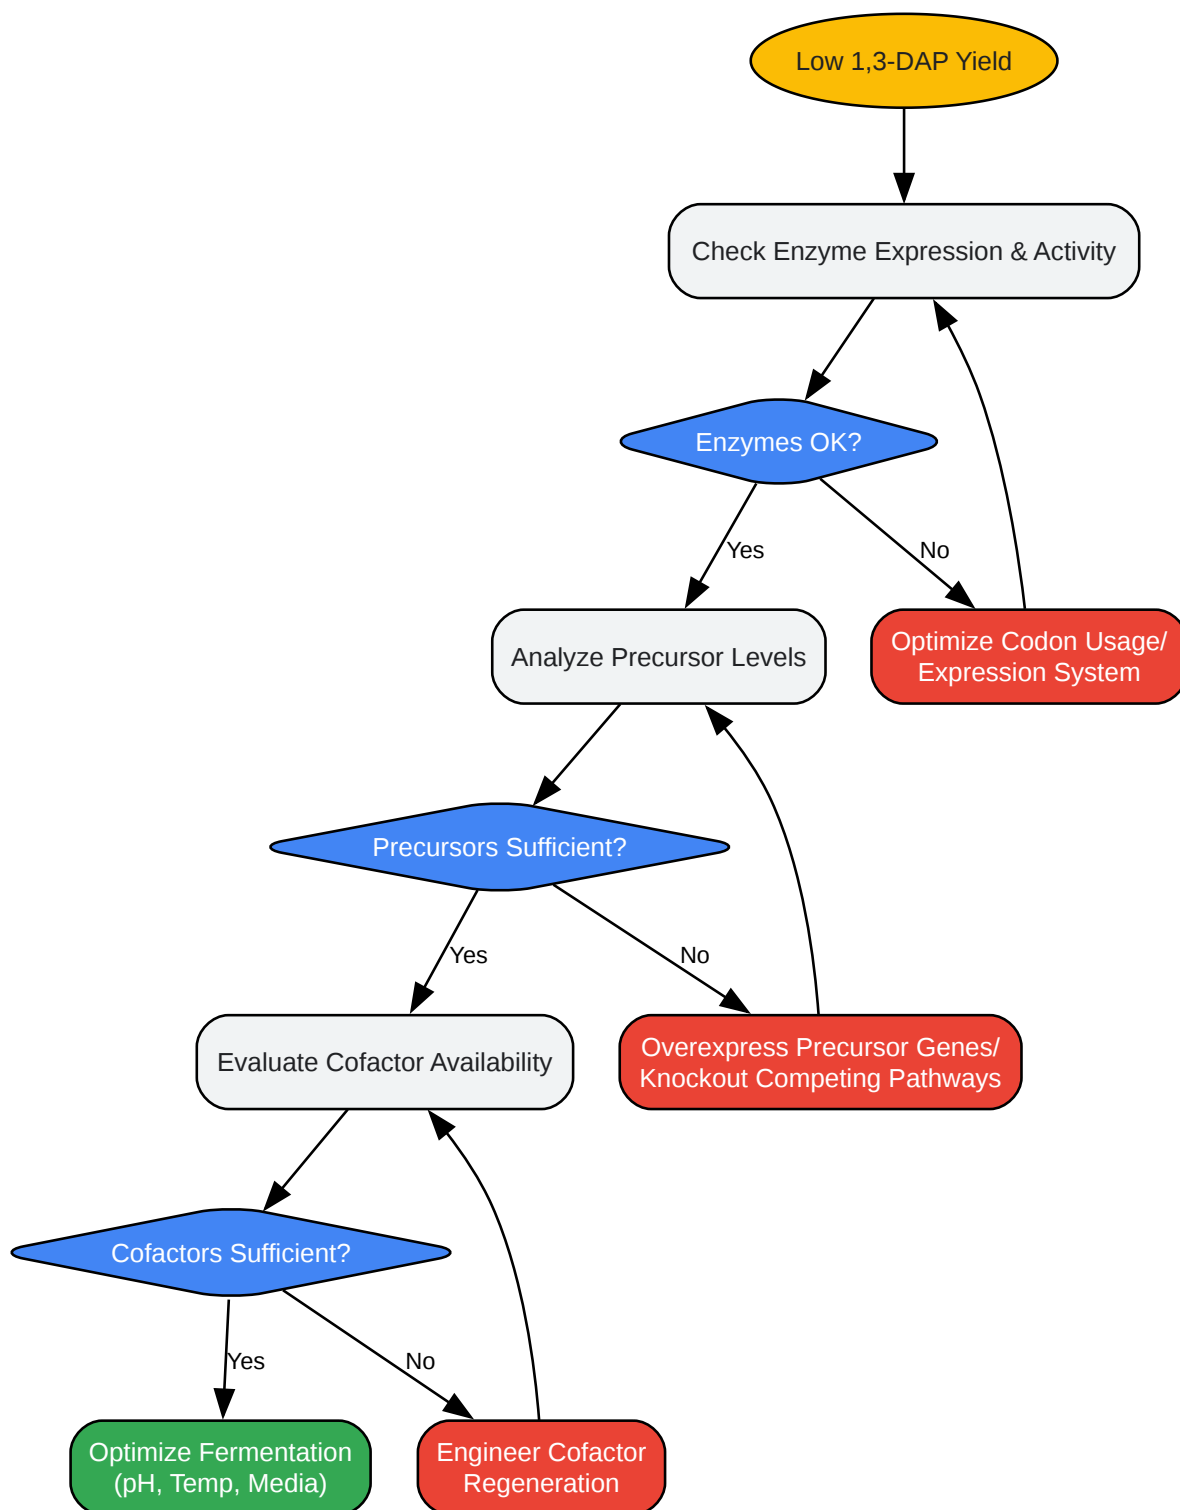 Low 1,3-DAP Yield
Check Enzyme Expression & Activity
Enzymes OK?
Yes
No
Analyze Precursor Levels
Optimize Codon Usage/
Expression System
Precursors Sufficient?
Yes
No
Evaluate Cofactor Availability
Overexpress Precursor Genes/
Knockout Competing Pathways
Cofactors Sufficient?
Yes
No
Optimize Fermentation
(pH, Temp, Media)
Engineer Cofactor
Regeneration